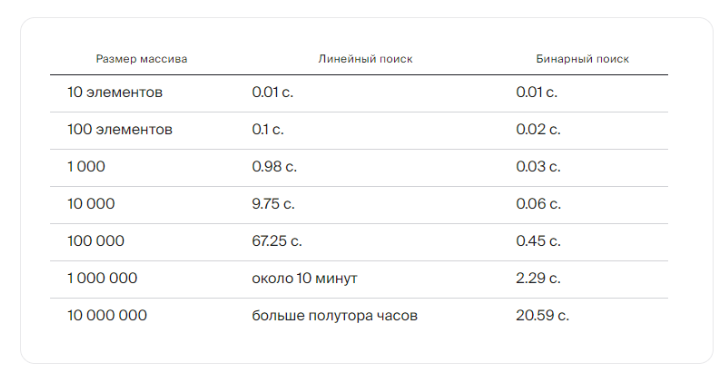 Размер массива Линейный поиск Бинарный поиск
10 элементов 0.01 с. 0.01 с.
100 элементов 0.1 с. 0.02 с.
1 000 0.98 с. 0.03 с.
10 000 9.75 с. 0.06 с.
100 000 67.25 с. 0.45 с.
1 000 000 около 10 минут 2.29 с.
10 000 000 больше полутора часов 20.59 с.